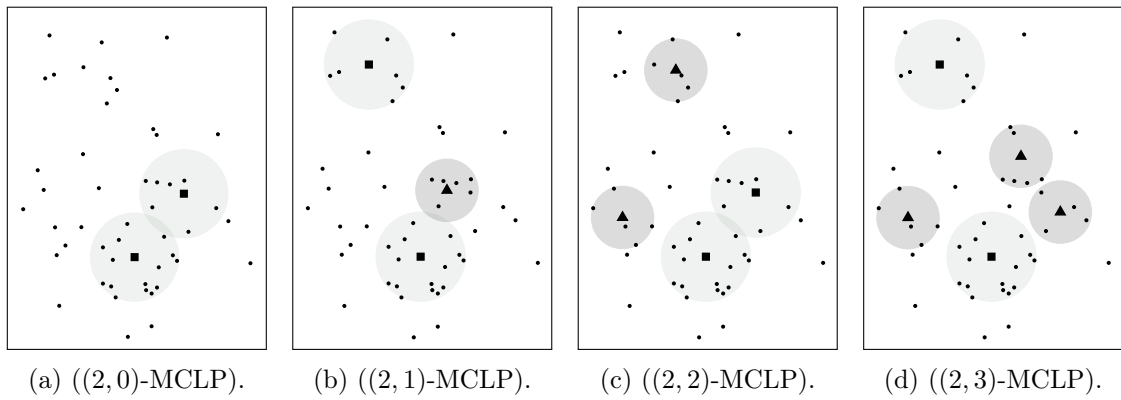 (a) ((2, 0)-MCLP).
(b) ((2, 1)-MCLP).
(c) ((2, 2)-MCLP).
(d) ((2, 3)-MCLP).